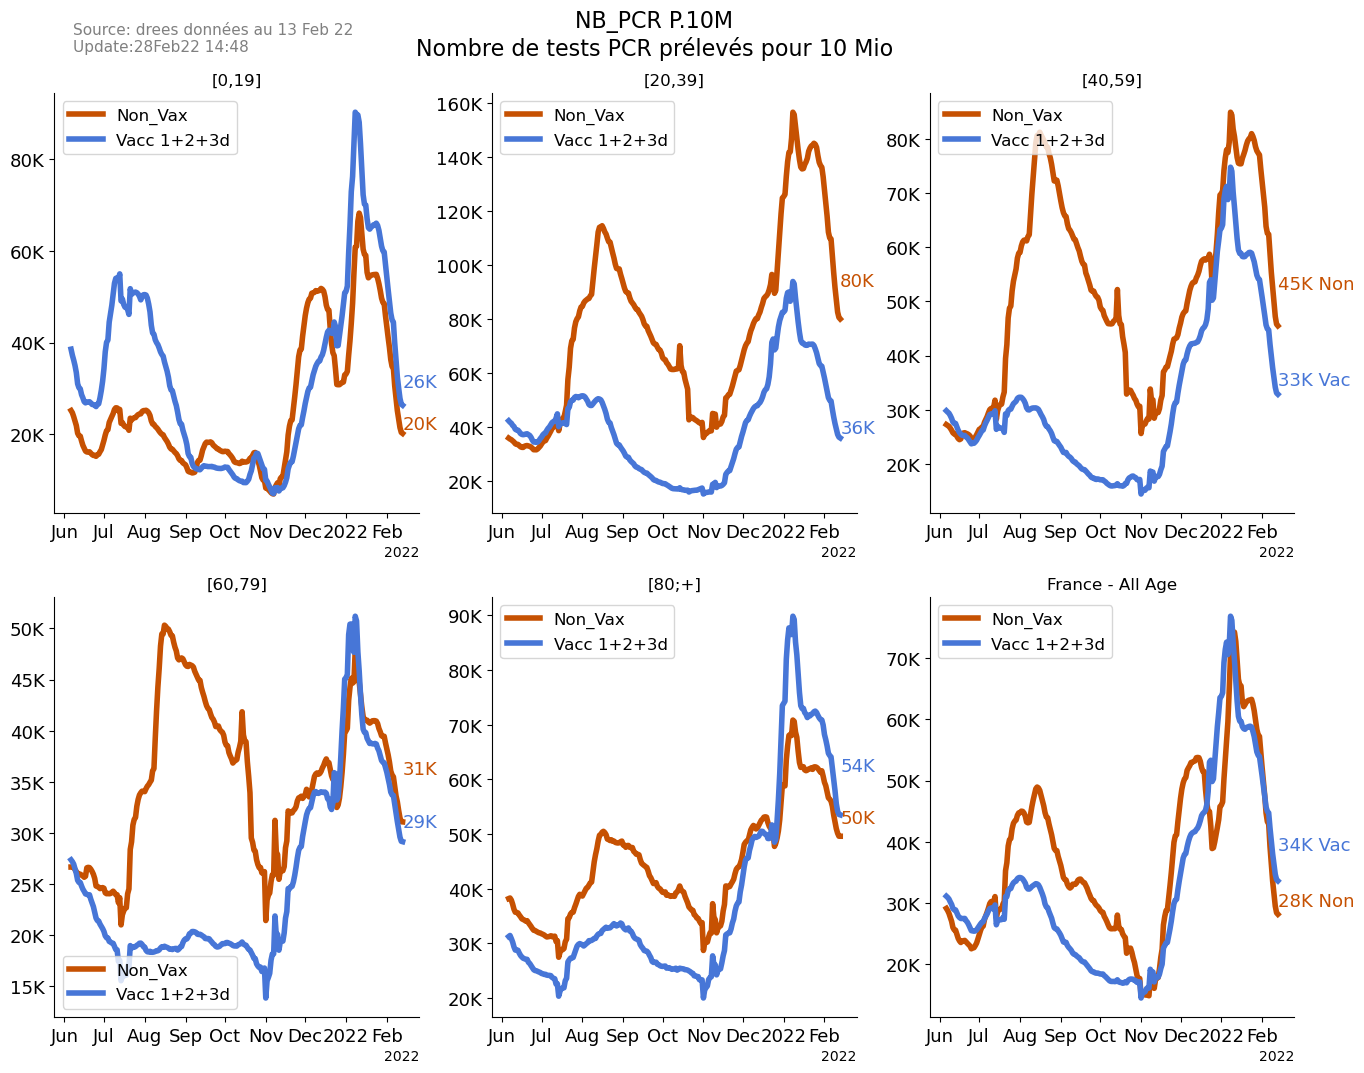 Source: drees données au 13 Feb 22
Update:28Feb22 14:48
NB_PCR P.10M
Nombre de tests PCR prélevés pour 10 Mio
[0,19]
Non_Vax
Vacc 1+2+3d
80K
60K
40K
20K
26K
20K
Jun Jul Aug Sep Oct Nov Dec 2022 Feb
2022
[20,39]
Non_Vax
Vacc 1+2+3d
160K
140K
120K
100K
80K
60K
40K
20K
80K
36K
Jun Jul Aug Sep Oct Nov Dec 2022 Feb
2022
[40,59]
Non_Vax
Vacc 1+2+3d
80K
70K
60K
50K
40K
30K
20K
45K Non
33K Vac
Jun Jul Aug Sep Oct Nov Dec 2022 Feb
2022
[60,79]
50K
45K
40K
35K
30K
25K
20K
15K
31K
29K
Non_Vax
Vacc 1+2+3d
Jun Jul Aug Sep Oct Nov Dec 2022 Feb
2022
[80;+]
Non_Vax
Vacc 1+2+3d
90K
80K
70K
60K
50K
40K
30K
20K
54K
50K
Jun Jul Aug Sep Oct Nov Dec 2022 Feb
2022
France - All Age
Non_Vax
Vacc 1+2+3d
70K
60K
50K
40K
30K
20K
34K Vac
28K Non
Jun Jul Aug Sep Oct Nov Dec 2022 Feb
2022